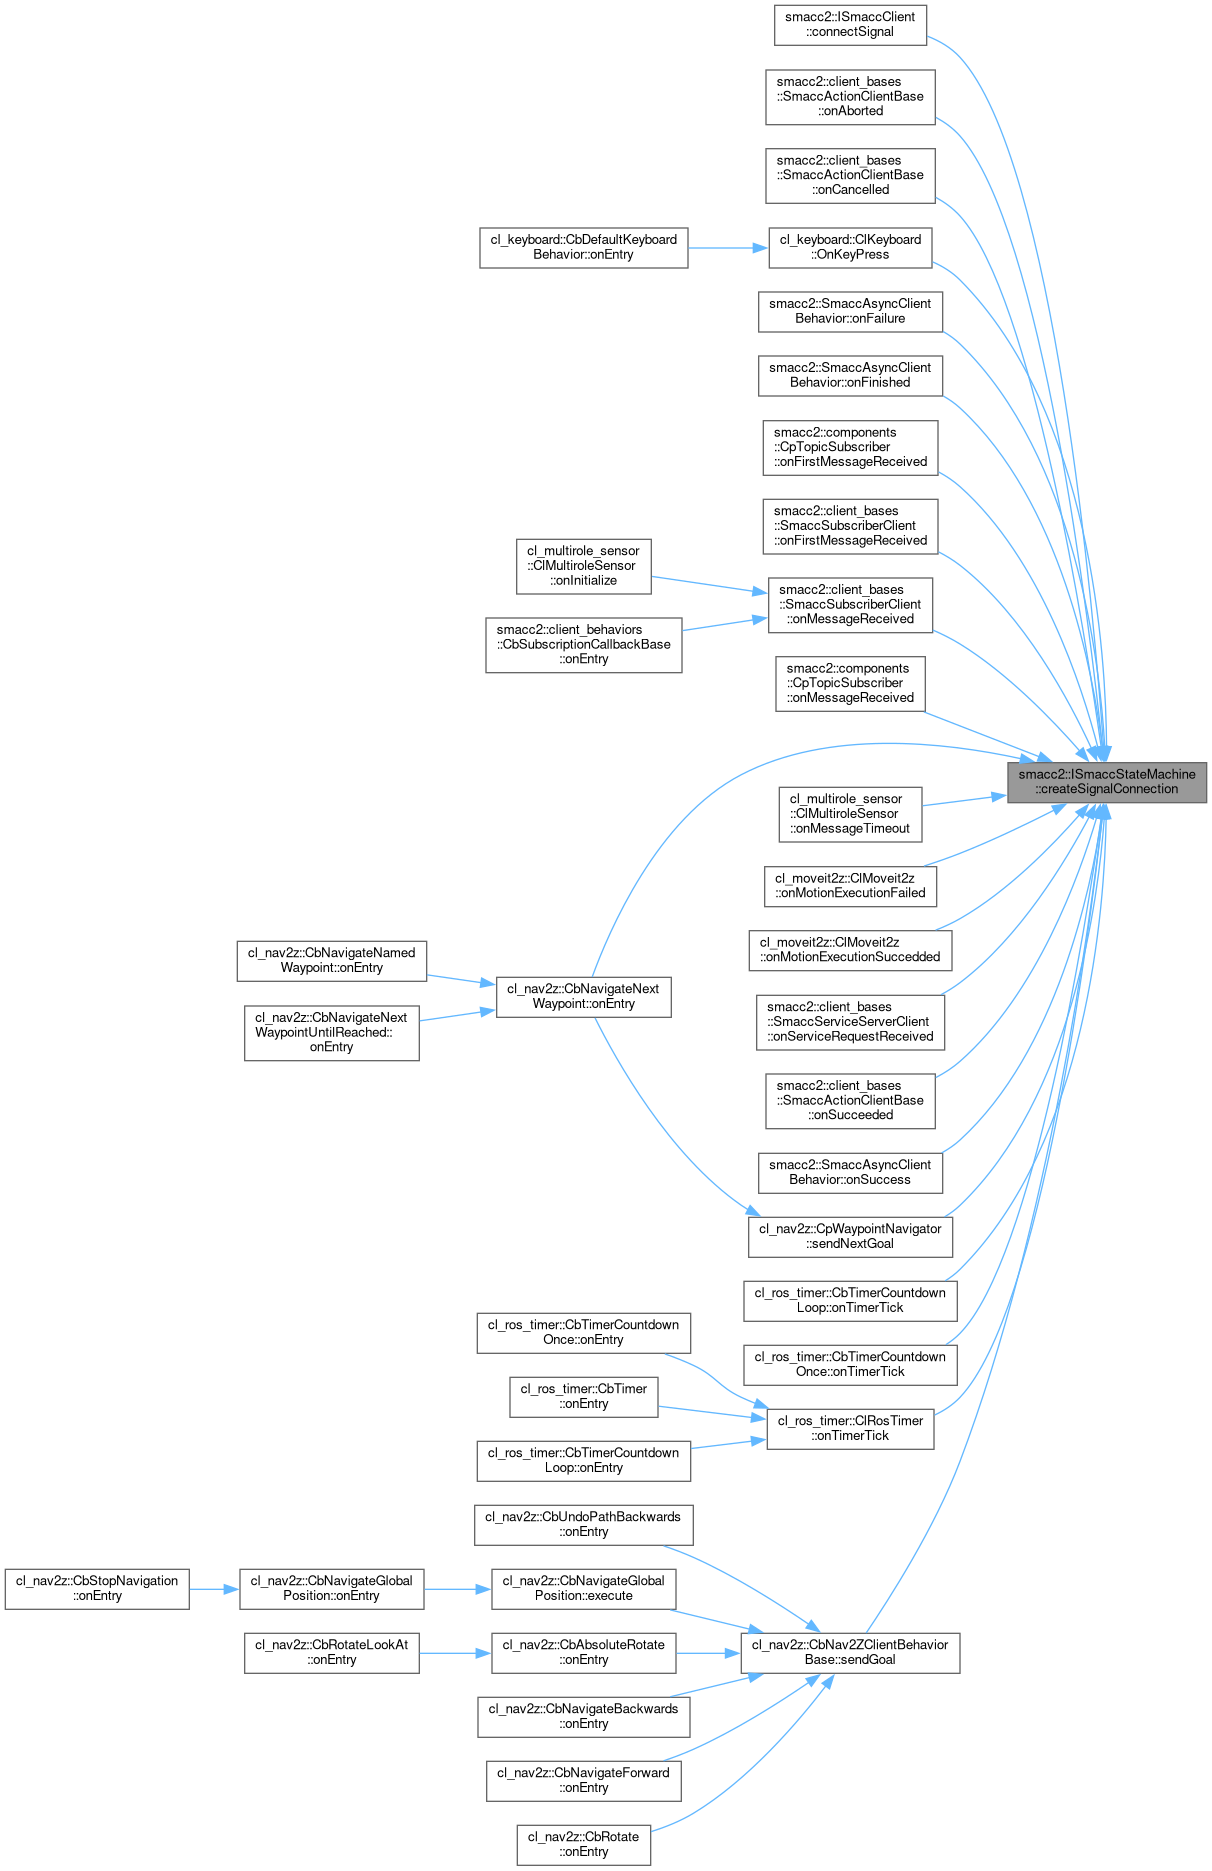 smacc2::ISmaccClient
::connectSignal
smacc2::client_bases
::SmaccActionClientBase
::onAborted
smacc2::client_bases
::SmaccActionClientBase
::onCancelled
cl_keyboard::CbDefaultKeyboard
Behavior::onEntry
cl_keyboard::ClKeyboard
::OnKeyPress
smacc2::SmaccAsyncClient
Behavior::onFailure
smacc2::SmaccAsyncClient
Behavior::onFinished
smacc2::components
::CpTopicSubscriber
::onFirstMessageReceived
smacc2::client_bases
::SmaccSubscriberClient
::onFirstMessageReceived
cl_multirole_sensor
::ClMultiroleSensor
::onInitialize
smacc2::client_behaviors
::CbSubscriptionCallbackBase
::onEntry
smacc2::client_bases
::SmaccSubscriberClient
::onMessageReceived
smacc2::components
::CpTopicSubscriber
::onMessageReceived
smacc2::ISmaccStateMachine
::createSignalConnection
cl_multirole_sensor
::ClMultiroleSensor
::onMessageTimeout
cl_moveit2z::ClMoveit2z
::onMotionExecutionFailed
cl_moveit2z::ClMoveit2z
::onMotionExecutionSuccedded
cl_nav2z::CbNavigateNamed
Waypoint::onEntry
cl_nav2z::CbNavigateNext
WaypointUntilReached::
onEntry
cl_nav2z::CbNavigateNext
Waypoint::onEntry
smacc2::client_bases
::SmaccServiceServerClient
::onServiceRequestReceived
smacc2::client_bases
::SmaccActionClientBase
::onSucceeded
smacc2::SmaccAsyncClient
Behavior::onSuccess
cl_nav2z::CpWaypointNavigator
::sendNextGoal
cl_ros_timer::CbTimerCountdown
Loop::onTimerTick
cl_ros_timer::CbTimerCountdown
Once::onTimerTick
cl_ros_timer::CbTimerCountdown
Once::onEntry
cl_ros_timer::CbTimer
::onEntry
cl_ros_timer::CbTimerCountdown
Loop::onEntry
cl_ros_timer::ClRosTimer
::onTimerTick
cl_nav2z::CbUndoPathBackwards
::onEntry
cl_nav2z::CbStopNavigation
::onEntry
cl_nav2z::CbNavigateGlobal
Position::onEntry
cl_nav2z::CbNavigateGlobal
Position::execute
cl_nav2z::CbRotateLookAt
::onEntry
cl_nav2z::CbAbsoluteRotate
::onEntry
cl_nav2z::CbNav2ZClientBehavior
Base::sendGoal
cl_nav2z::CbNavigateBackwards
::onEntry
cl_nav2z::CbNavigateForward
::onEntry
cl_nav2z::CbRotate
::onEntry